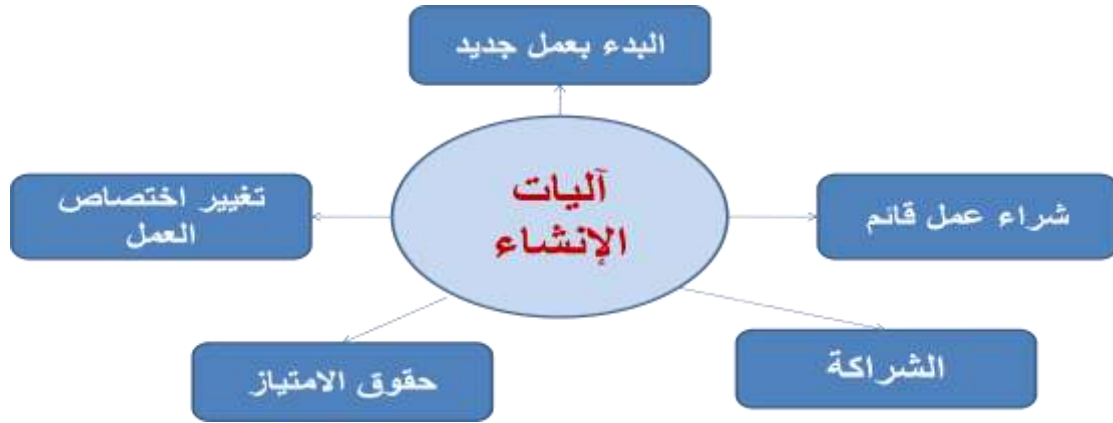 البدء بعمل جديد
آليات
الإنشاء
شراء عمل قائم
تغيير اختصاص
العمل
الشراكة
حقوق الامتياز